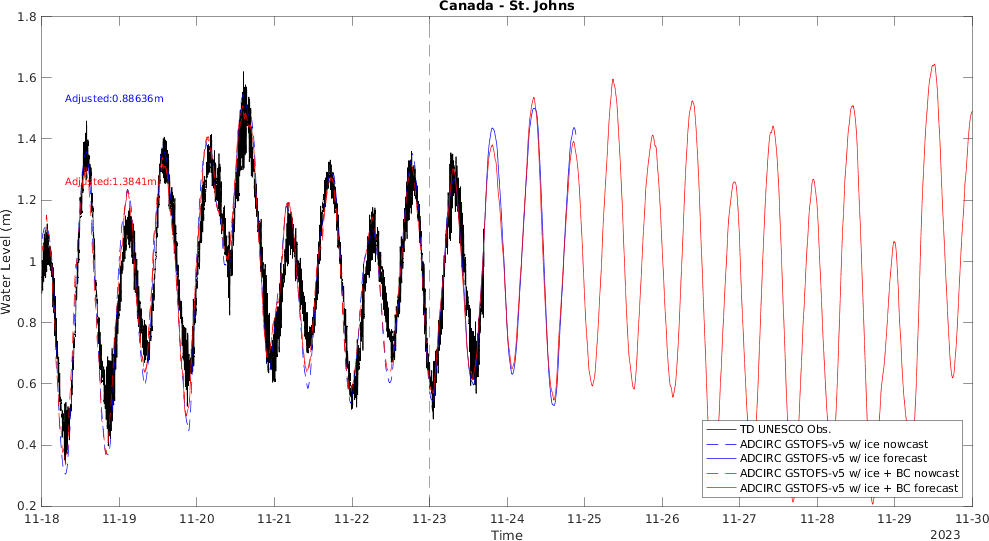 Canada - St. Johns
1.8
1.6
1.4
1.2
1
0.8
0.6
0.4
0.2
Water Level (m)
Adjusted:0.88636m
Adjusted:1.3841m
TD UNESCO Obs.
ADCIRC GSTOFS-v5 w/ ice nowcast
ADCIRC GSTOFS-v5 w/ ice forecast
ADCIRC GSTOFS-v5 w/ ice + BC nowcast
ADCIRC GSTOFS-v5 w/ ice + BC forecast
11-18 11-19 11-20 11-21 11-22 11-23 11-24 11-25 11-26 11-27 11-28 11-29 11-30
Time
2023